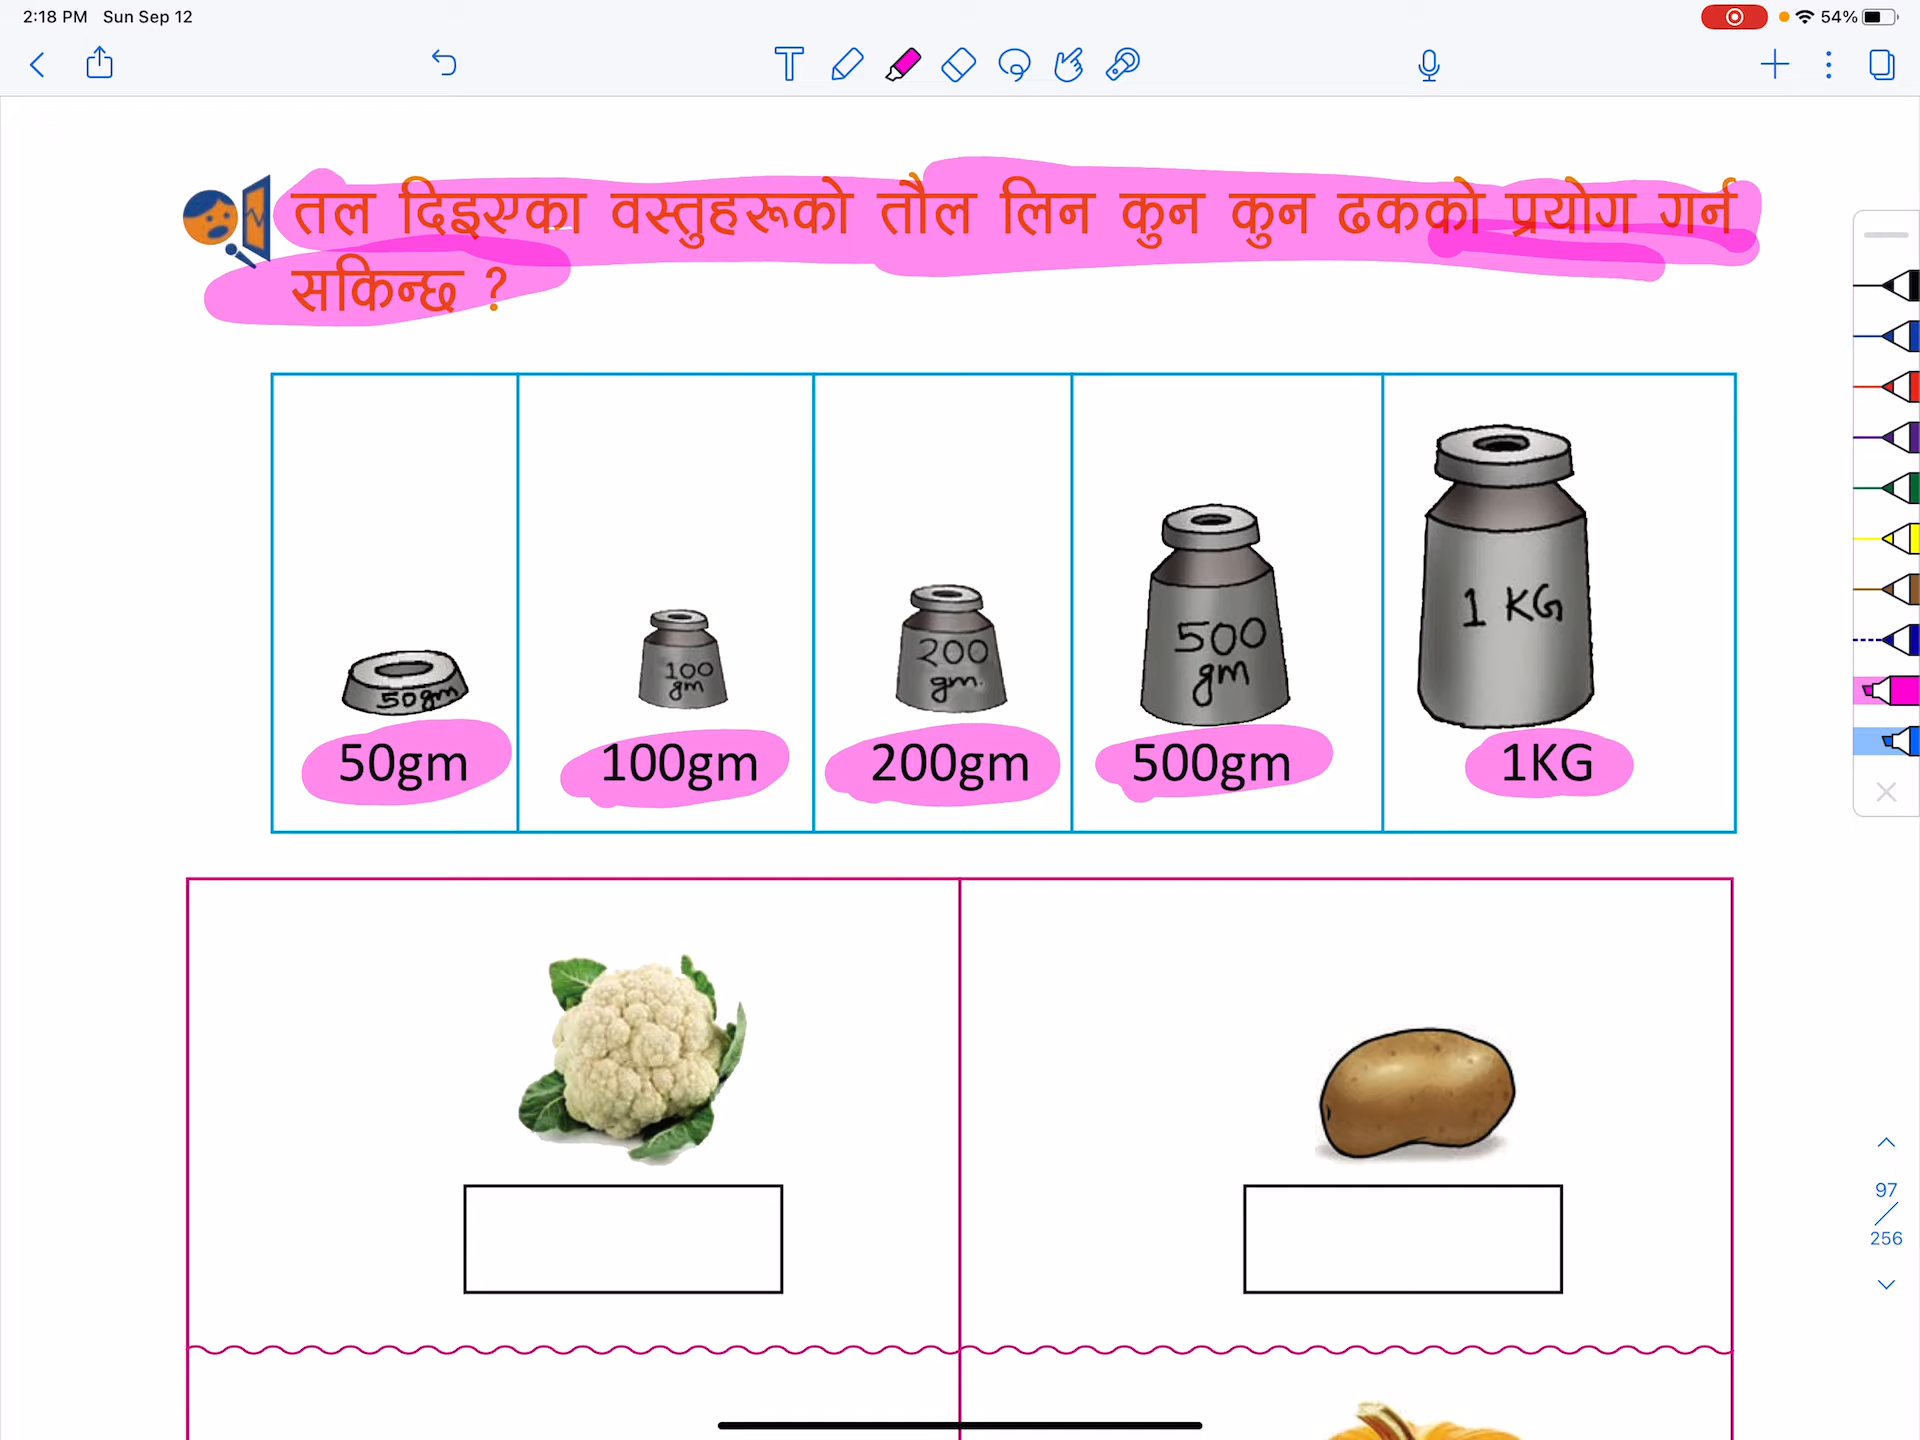 2:18 PM Sun Sep 12
54%
तल दिइएका वस्तुहरूको तौल लिन कुन कुन ढकको प्रयोग गर्न
सकिन्छ ?
50gm
100
gm
200
gm.
500
gm
1 KG
50gm 100gm 200gm 500gm 1KG
97
256